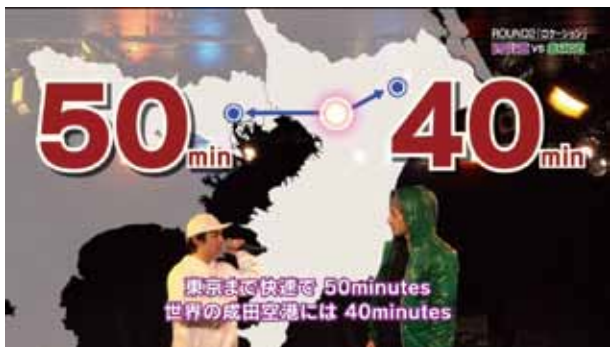 ROUND2「ロケーション」
VS
50min
40min
東京まで快速で 50minutes
世界の成田空港には 40minutes